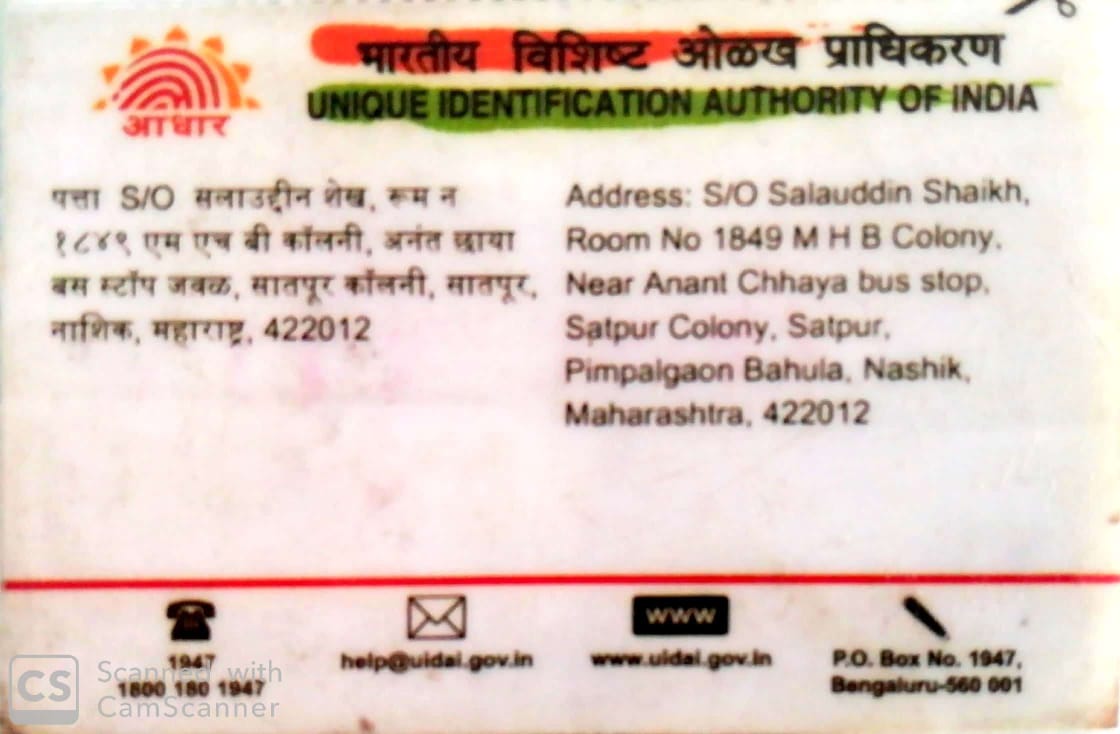 भारतीय विशिष्ट ओळख प्राधिकरण
UNIQUE IDENTIFICATION AUTHORITY OF INDIA
आधार
पत्ता S/O सलाउद्दीन शेख, रूम न
१८४९ एम एच बी कॉलनी, अनंत छाया
बस स्टॉप जवळ, सातपूर कॉलनी, सातपूर,
नाशिक, महाराष्ट्र, 422012
Address: S/O Salauddin Shaikh,
Room No 1849 M H B Colony,
Near Anant Chhaya bus stop,
Satpur Colony, Satpur,
Pimpalgaon Bahula, Nashik,
Maharashtra, 422012
1947
1800 180 1947
help@uidai.gov.in
www
www.uidai.gov.in
P.O. Box No. 1947,
Bengaluru-560 001
CS
Scanned with
CamScanner